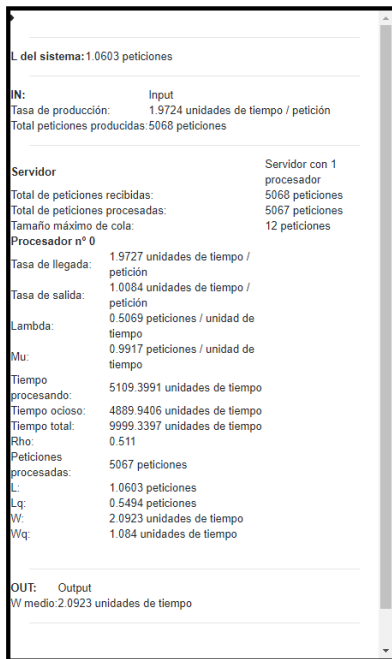 L del sistema:1.0603 peticiones
IN: Input
Tasa de producción: 1.9724 unidades de tiempo / petición
Total peticiones producidas:5068 peticiones
Servidor Servidor con 1
procesador
Total de peticiones recibidas: 5068 peticiones
Total de peticiones procesadas: 5067 peticiones
Tamaño máximo de cola: 12 peticiones
Procesador nº 0
Tasa de llegada: 1.9727 unidades de tiempo /
petición
Tasa de salida: 1.0084 unidades de tiempo /
petición
Lambda: 0.5069 peticiones / unidad de
tiempo
Mu: 0.9917 peticiones / unidad de
tiempo
Tiempo
procesando: 5109.3991 unidades de tiempo
Tiempo ocioso: 4889.9406 unidades de tiempo
Tiempo total: 9999.3397 unidades de tiempo
Rho: 0.511
Peticiones
procesadas: 5067 peticiones
L: 1.0603 peticiones
Lq: 0.5494 peticiones
W: 2.0923 unidades de tiempo
Wq: 1.084 unidades de tiempo
OUT: Output
W medio:2.0923 unidades de tiempo